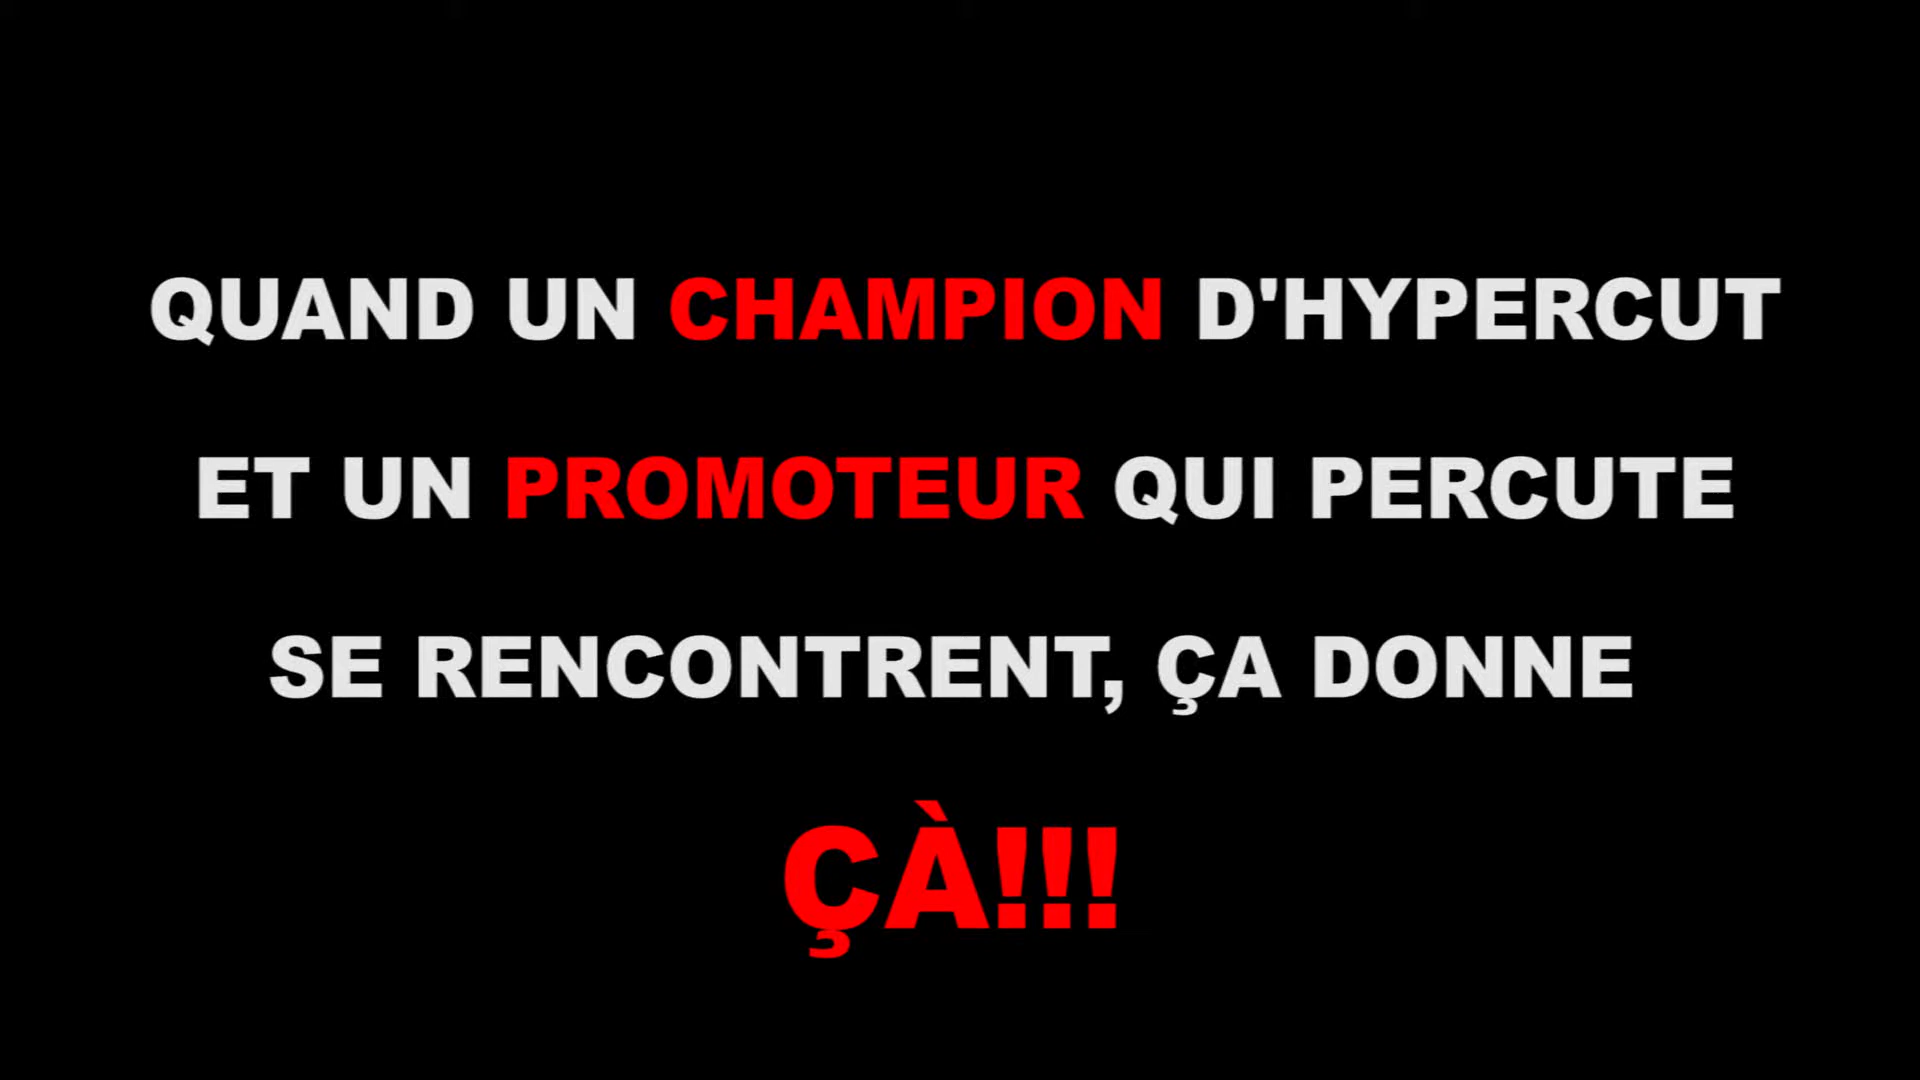 QUAND UN CHAMPION D'HYPERCUT
ET UN PROMOTEUR QUI PERCUTE
SE RENCONTRENT, ÇA DONNE
ÇÀ!!!